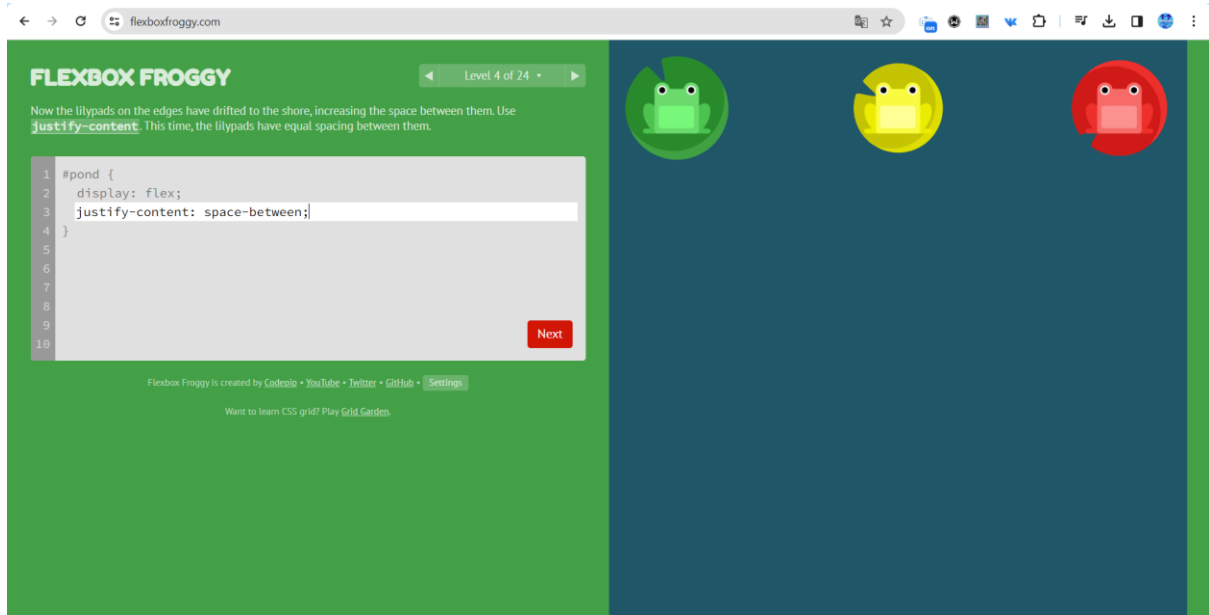 flexboxfroggy.com
FLEXBOX FROGGY
Level 4 of 24
Now the lilypads on the edges have drifted to the shore, increasing the space between them. Use
justify-content. This time, the lilypads have equal spacing between them.
1 #pond {
2 display: flex;
3 justify-content: space-between;
4 }
5
6
7
8
9
10
Next
Flexbox Froggy is created by Codepip • YouTube • Twitter • GitHub • Settings
Want to learn CSS grid? Play Grid Garden.